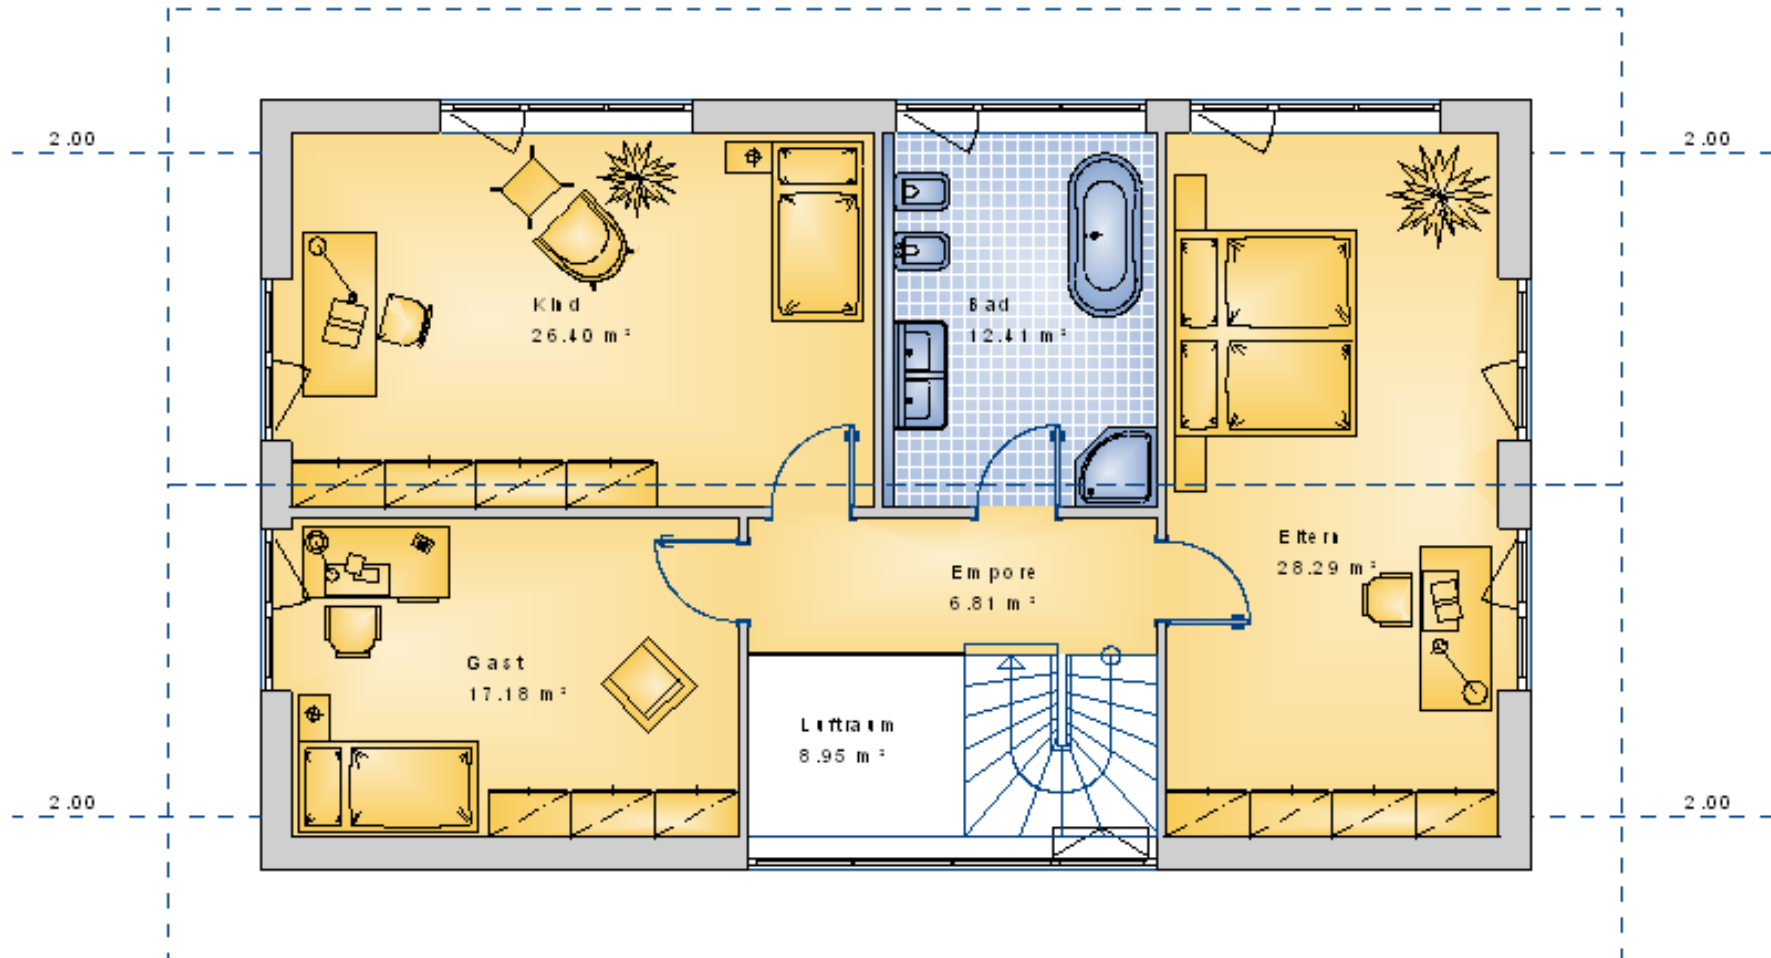 2.00
2.00
Kind
26.40 m²
Bad
12.41 m²
Eltern
28.29 m²
Empore
6.81 m²
Gast
17.18 m²
Luftraum
8.95 m²
2.00
2.00